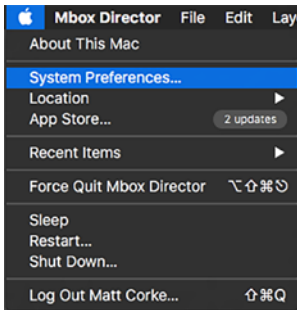 Mbox Director File Edit Lay
About This Mac
System Preferences...
Location
App Store... 2 updates
Recent Items
Force Quit Mbox Director ⌥⇧⌘⎋
Sleep
Restart...
Shut Down...
Log Out Matt Corke... ⇧⌘Q